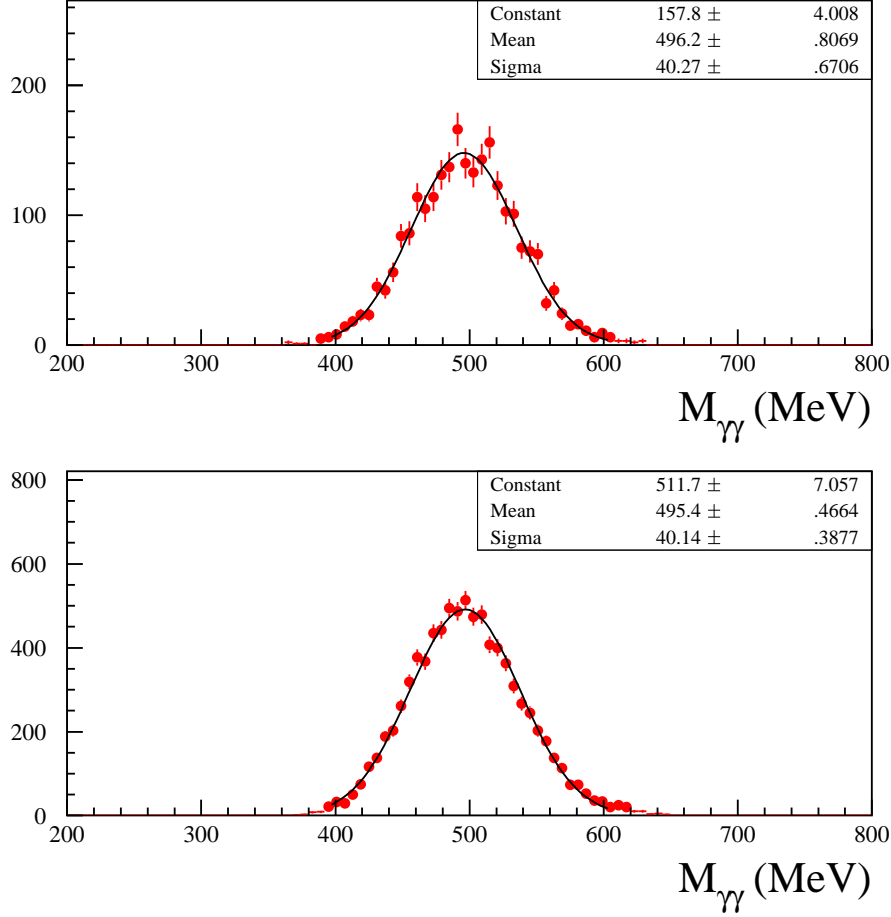 Constant 157.8 ± 4.008
Mean 496.2 ± .8069
Sigma 40.27 ± .6706
200
100
0
200 300 400 500 600 700 800
M_γγ (MeV)
Constant 511.7 ± 7.057
Mean 495.4 ± .4664
Sigma 40.14 ± .3877
800
600
400
200
0
200 300 400 500 600 700 800
M_γγ (MeV)